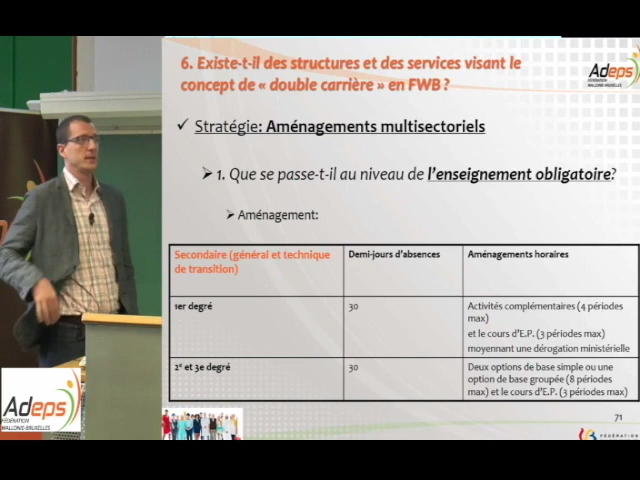 6. Existe-t-il des structures et des services visant le
concept de « double carrière » en FWB ?
Adeps
FÉDÉRATION
WALLONIE-BRUXELLES
✓ Stratégie: Aménagements multisectoriels
➢ 1. Que se passe-t-il au niveau de l'enseignement obligatoire?
➢ Aménagement:
Secondaire (général et technique
de transition)
Demi-jours d'absences
Aménagements horaires
1er degré
30
Activités complémentaires (4 périodes
max)
et le cours d'E.P. (3 périodes max)
moyennant une dérogation ministérielle
2e et 3e degré
30
Deux options de base simple ou une
option de base groupée (8 périodes
max) et le cours d'E.P. (3 périodes max)
71
FÉDÉRATION
Adeps
FÉDÉRATION
WALLONIE-BRUXELLES